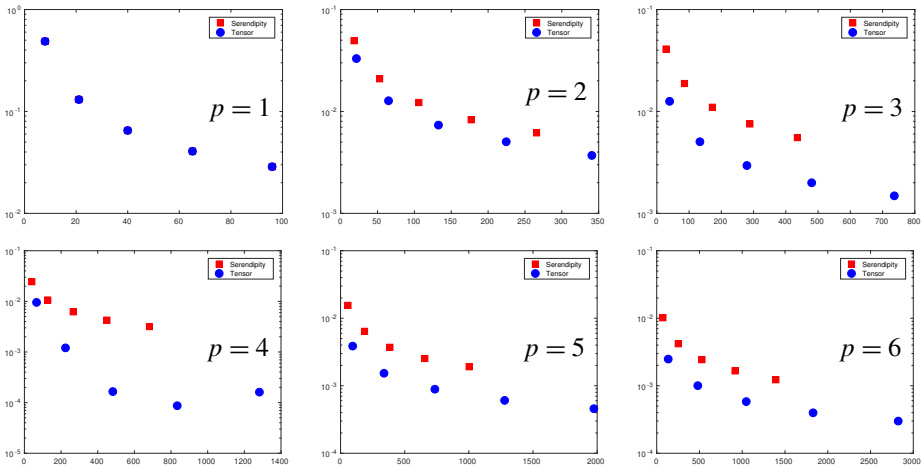 10^0
10^-1
10^-2
0 20 40 60 80 100
Serendipity
Tensor
p = 1
10^-1
10^-2
10^-3
0 50 100 150 200 250 300 350
Serendipity
Tensor
p = 2
10^-1
10^-2
10^-3
0 100 200 300 400 500 600 700 800
Serendipity
Tensor
p = 3
10^-1
10^-2
10^-3
10^-4
10^-5
0 200 400 600 800 1000 1200 1400
Serendipity
Tensor
p = 4
10^-1
10^-2
10^-3
10^-4
0 500 1000 1500 2000
Serendipity
Tensor
p = 5
10^-1
10^-2
10^-3
10^-4
0 500 1000 1500 2000 2500 3000
Serendipity
Tensor
p = 6